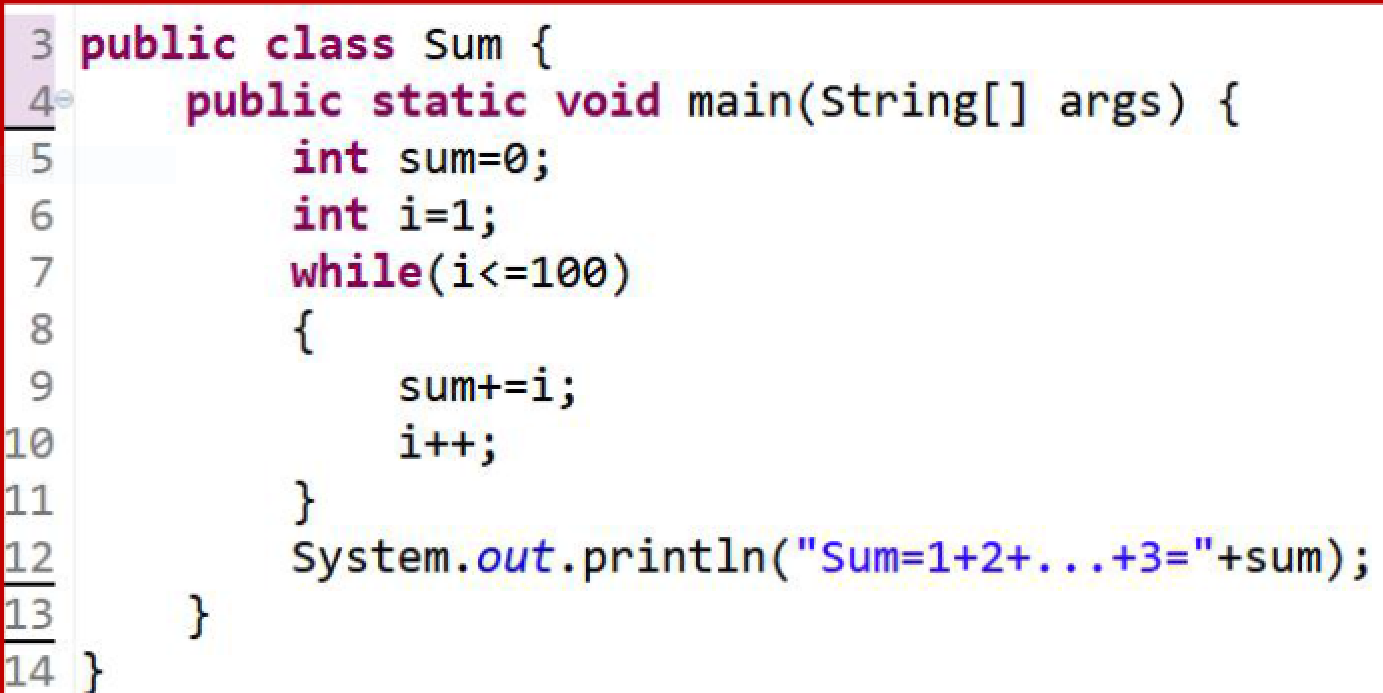 3 public class Sum {
4 public static void main(String[] args) {
5 int sum=0;
6 int i=1;
7 while(i<=100)
8 {
9 sum+=i;
10 i++;
11 }
12 System.out.println("Sum=1+2+...+3="+sum);
13 }
14 }